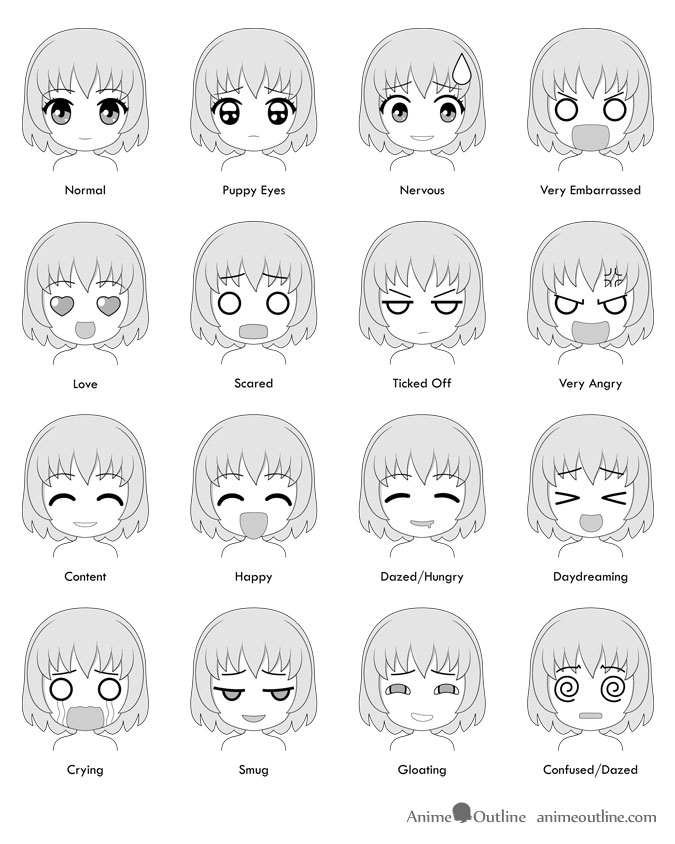 Normal
Puppy Eyes
Nervous
Very Embarrassed
Love
Scared
Ticked Off
Very Angry
Content
Happy
Dazed/Hungry
Daydreaming
Crying
Smug
Gloating
Confused/Dazed
Anime Outline animeoutline.com